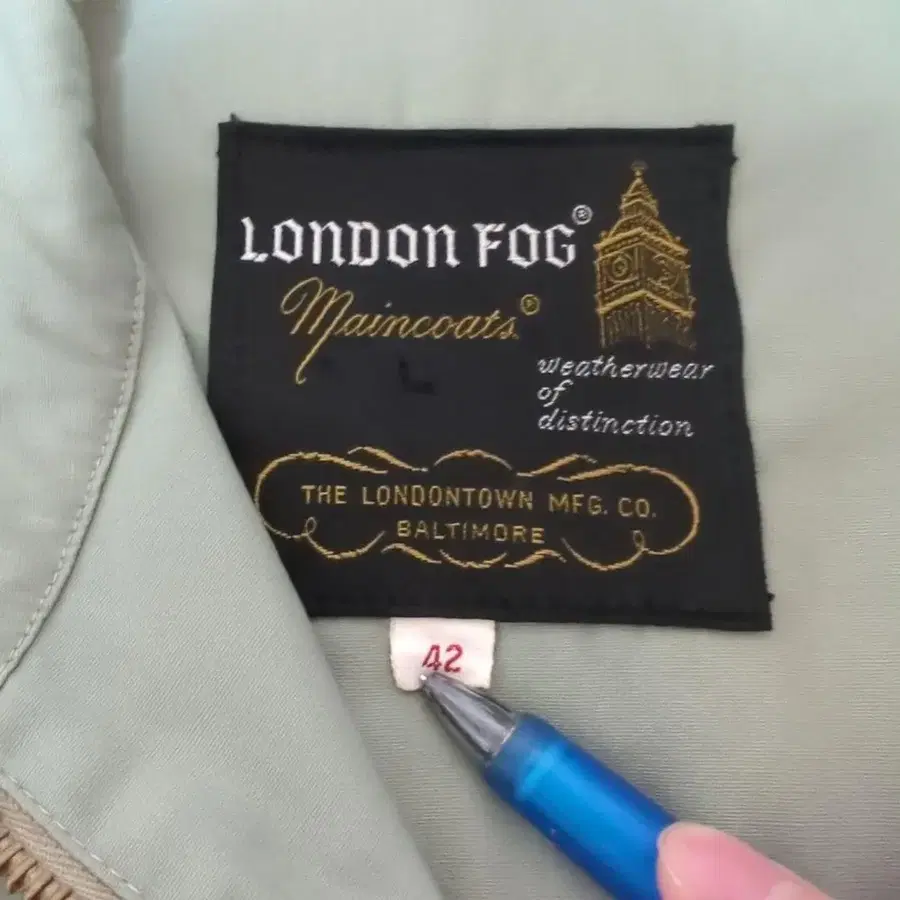 LONDON FOG®
Maincoats®
weatherwear
of
distinction
THE LONDONTOWN MFG. CO.
BALTIMORE
42